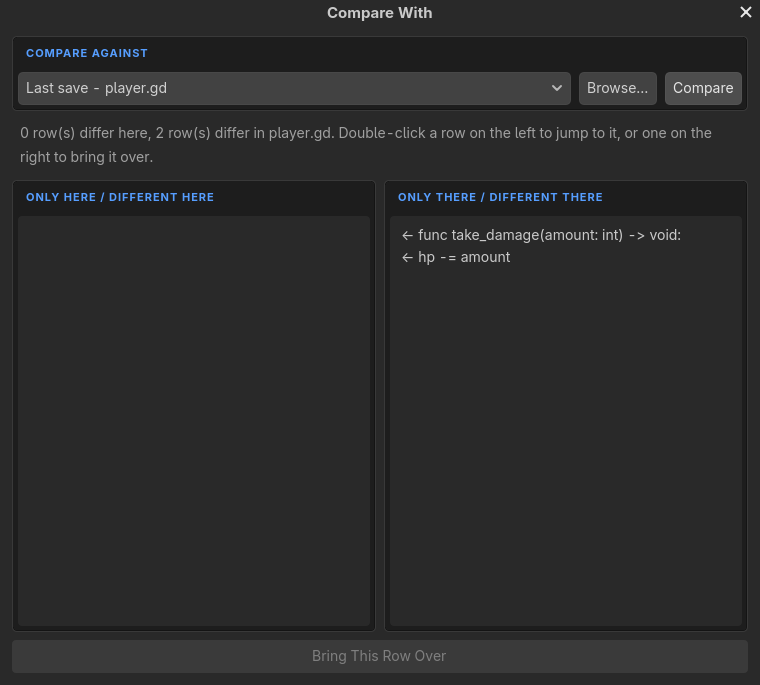 Compare With
COMPARE AGAINST
Last save - player.gd
Browse...
Compare
0 row(s) differ here, 2 row(s) differ in player.gd. Double-click a row on the left to jump to it, or one on the
right to bring it over.
ONLY HERE / DIFFERENT HERE
ONLY THERE / DIFFERENT THERE
← func take_damage(amount: int) -> void:
← hp -= amount
Bring This Row Over